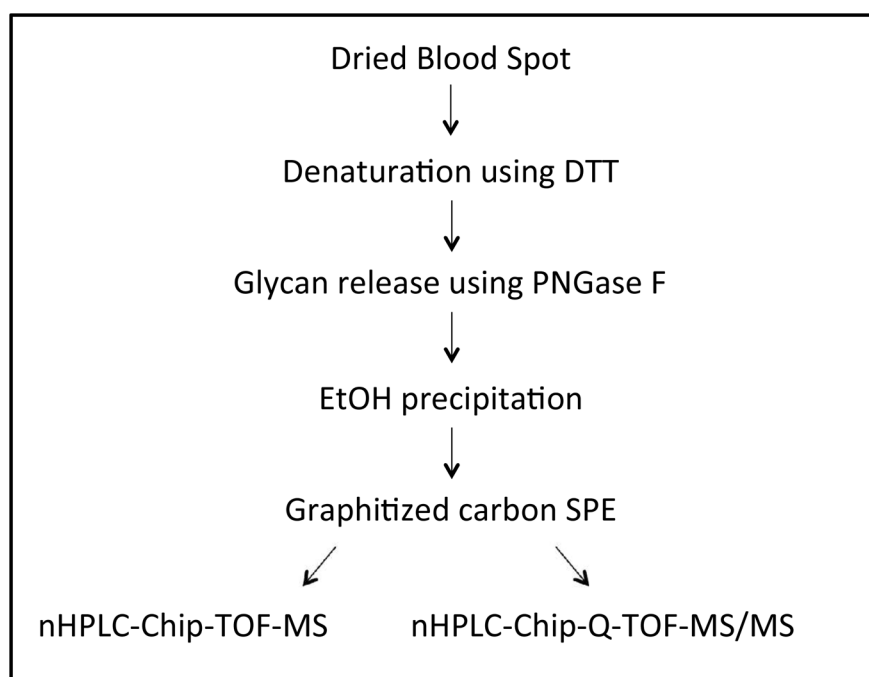 Dried Blood Spot
Denaturation using DTT
Glycan release using PNGase F
EtOH precipitation
Graphitized carbon SPE
nHPLC-Chip-TOF-MS
nHPLC-Chip-Q-TOF-MS/MS